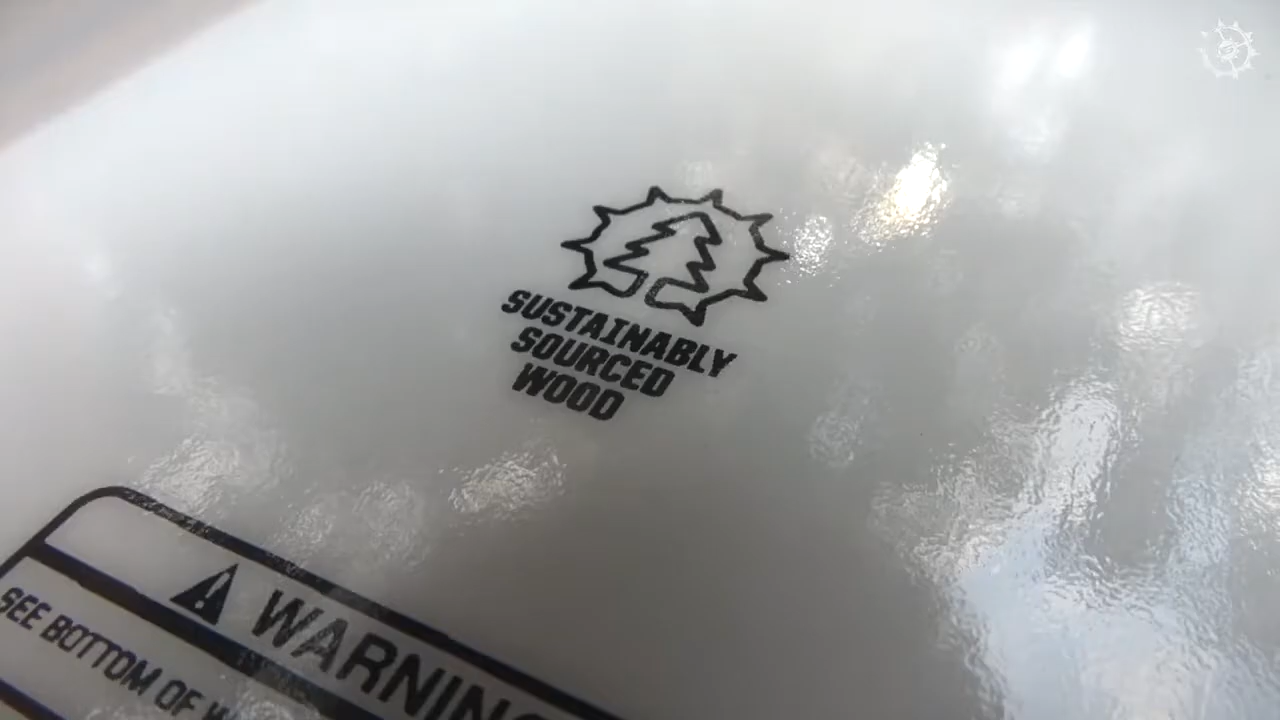 SUSTAINABLY
SOURCED
WOOD
WARNING
SEE BOTTOM OF